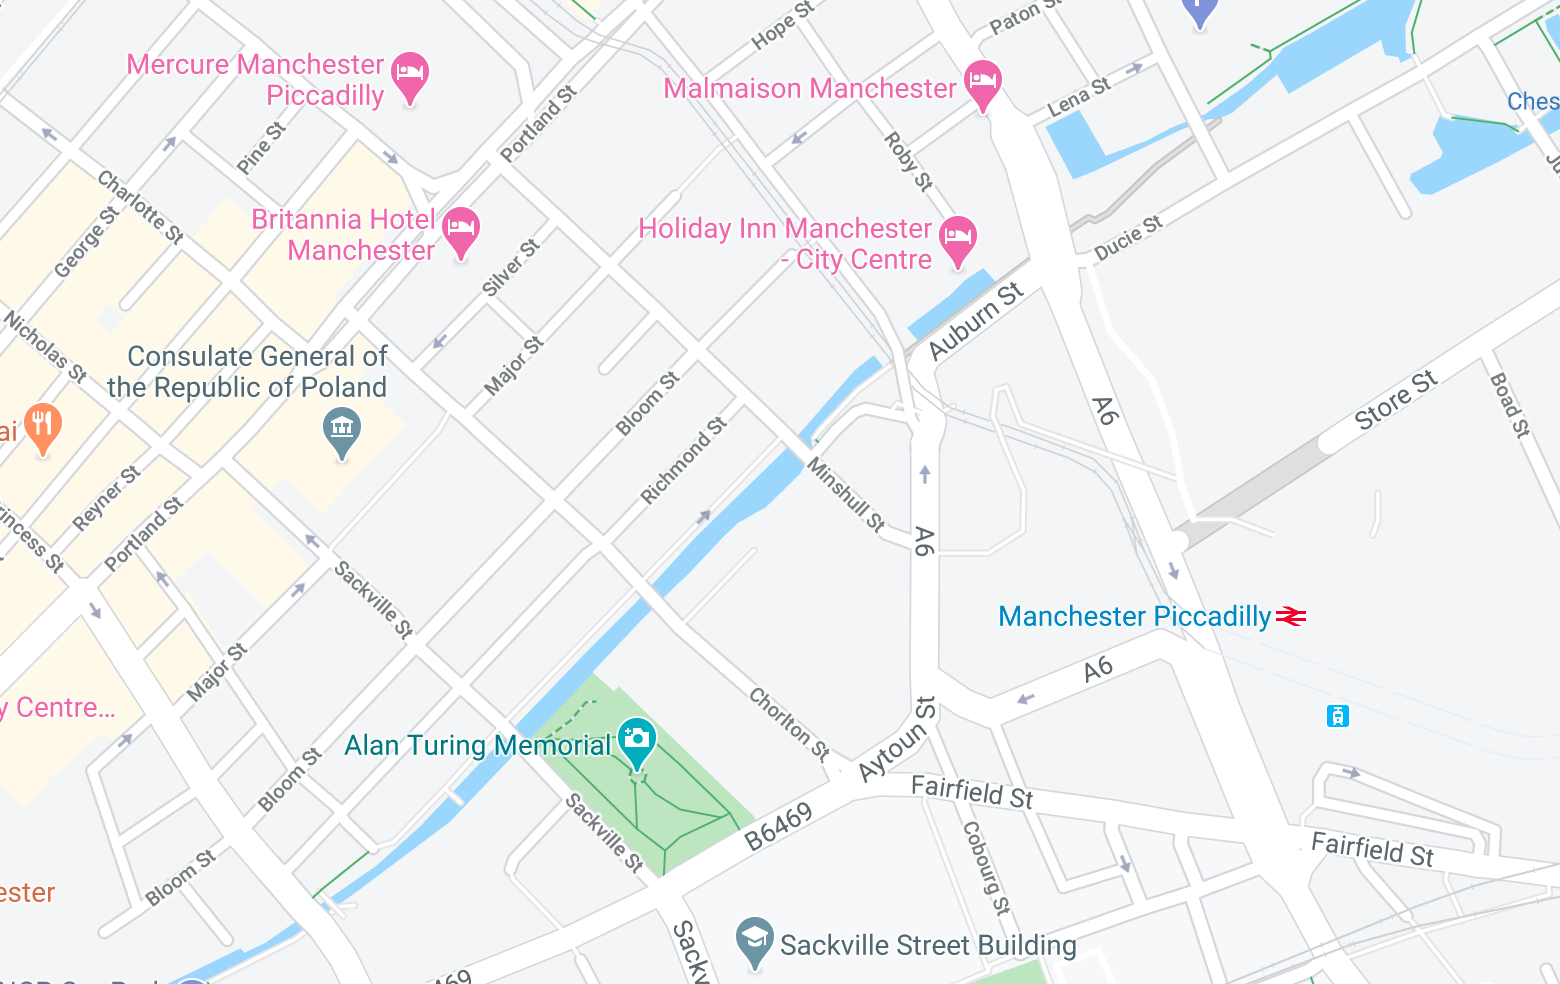 Hope St
Paton St
Mercure Manchester
Piccadilly
Malmaison Manchester
Lena St
Ches
Portland St
Pine St
Roby St
Charlotte St
George St
Britannia Hotel
Manchester
Silver St
Holiday Inn Manchester
- City Centre
Ducie St
Auburn St
Nicholas St
Consulate General of
the Republic of Poland
Major St
Bloom St
A6
Store St
Board St
ai
Richmond St
Minshull St
Reyner St
Portland St
rincess St
A6
Sackville St
Manchester Piccadilly
Major St
A6
y Centre...
Chorlton St
Aytoun St
Alan Turing Memorial
Bloom St
Fairfield St
B6469
Sackville St
Cobourg St
Fairfield St
Bloom St
ester
Sackville Street Building
Sackv
69